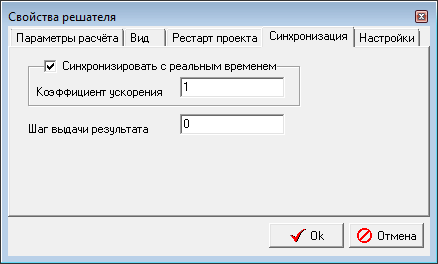 Свойства решателя
Параметры расчёта Вид Рестарт проекта Синхронизация Настройки
Синхронизировать с реальным временем
Коэффициент ускорения 1
Шаг выдачи результата 0
Ok Отмена